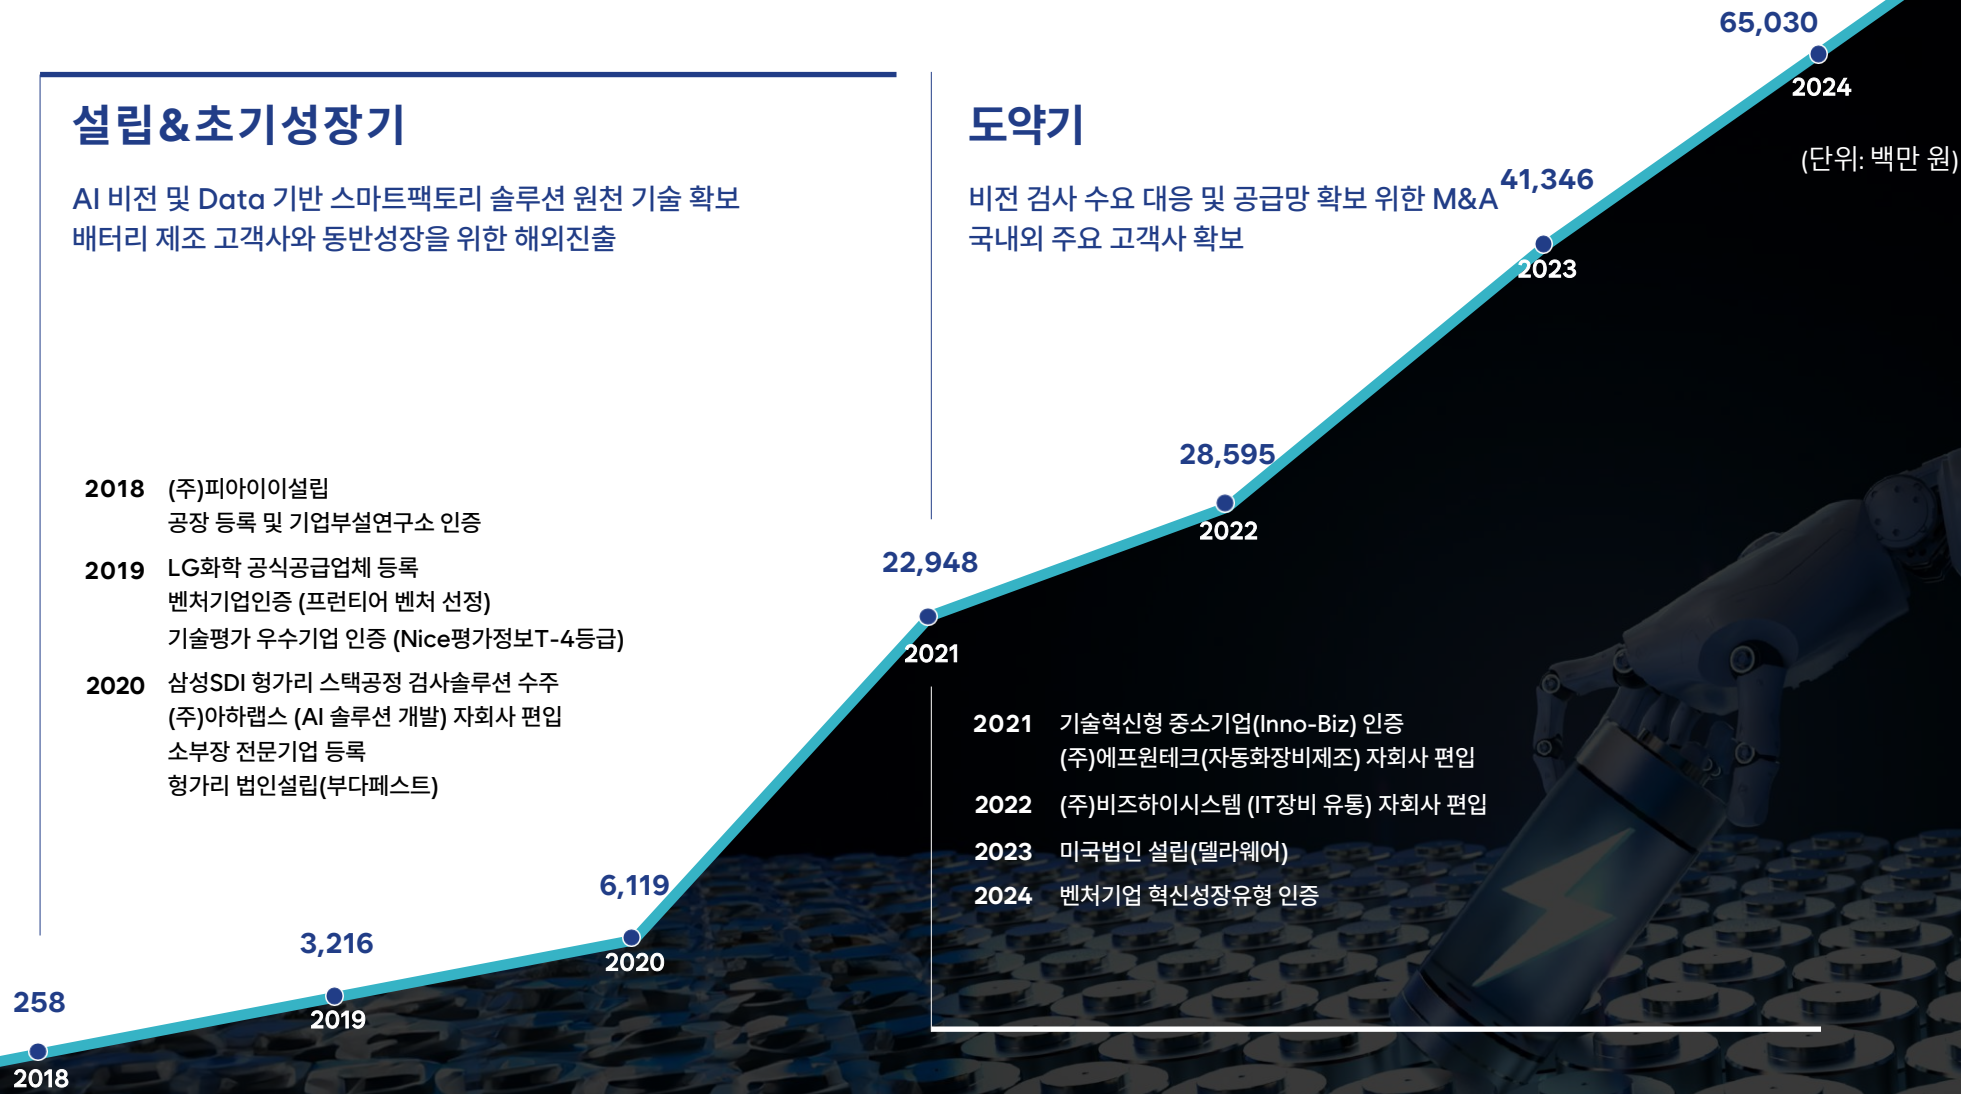 65,030
2024
(단위: 백만 원)
설립&초기성장기
AI 비전 및 Data 기반 스마트팩토리 솔루션 원천 기술 확보
배터리 제조 고객사와 동반성장을 위한 해외진출
도약기
비전 검사 수요 대응 및 공급망 확보 위한 M&A
국내외 주요 고객사 확보
41,346
2023
28,595
2022
22,948
2021
2018 (주)피아이이설립
공장 등록 및 기업부설연구소 인증
2019 LG화학 공식공급업체 등록
벤처기업인증 (프런티어 벤처 선정)
기술평가 우수기업 인증 (Nice평가정보T-4등급)
2020 삼성SDI 헝가리 스택공정 검사솔루션 수주
(주)아하랩스 (AI 솔루션 개발) 자회사 편입
소부장 전문기업 등록
헝가리 법인설립(부다페스트)
2021 기술혁신형 중소기업(Inno-Biz) 인증
(주)에프원테크(자동화장비제조) 자회사 편입
2022 (주)비즈하이시스템 (IT장비 유통) 자회사 편입
2023 미국법인 설립(델라웨어)
2024 벤처기업 혁신성장유형 인증
6,119
2020
3,216
2019
258
2018